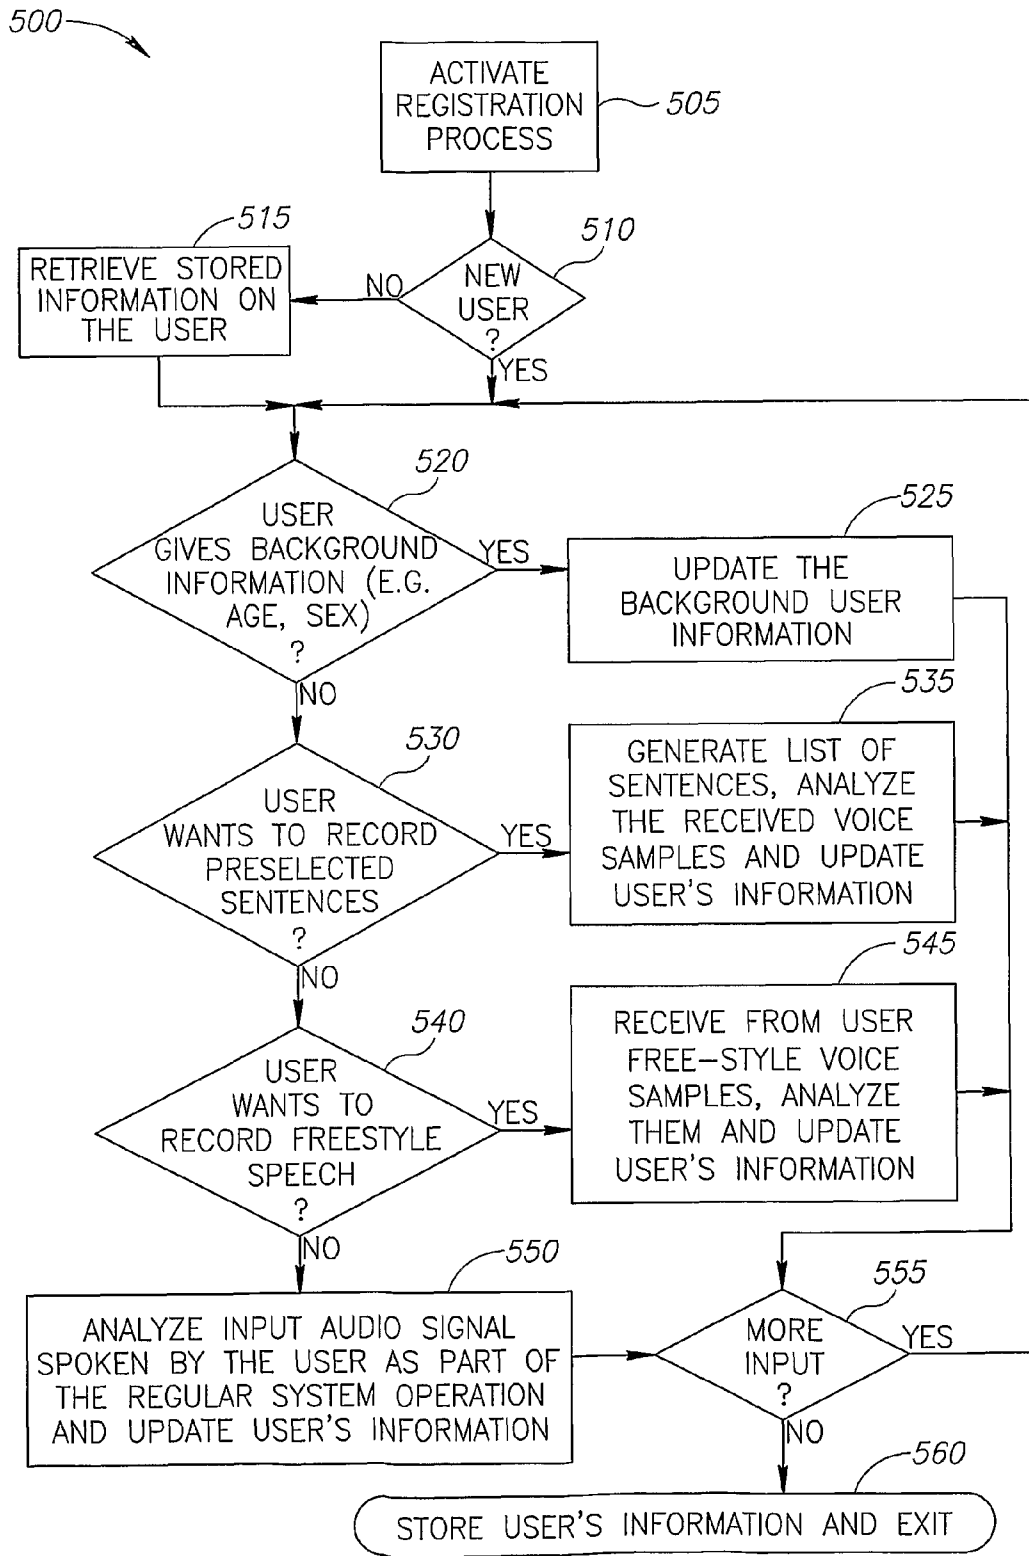 500
ACTIVATE
REGISTRATION
PROCESS
505
515
510
RETRIEVE STORED
INFORMATION ON
THE USER
NO
NEW
USER
?
YES
520
USER
GIVES BACKGROUND
INFORMATION (E.G.
AGE, SEX)
?
YES
525
UPDATE THE
BACKGROUND USER
INFORMATION
NO
530
USER
WANTS TO RECORD
PRESELECTED
SENTENCES
?
YES
535
GENERATE LIST OF
SENTENCES, ANALYZE
THE RECEIVED VOICE
SAMPLES AND UPDATE
USER'S INFORMATION
NO
540
USER
WANTS TO
RECORD FREESTYLE
SPEECH
?
YES
545
RECEIVE FROM USER
FREE-STYLE VOICE
SAMPLES, ANALYZE
THEM AND UPDATE
USER'S INFORMATION
NO
550
ANALYZE INPUT AUDIO SIGNAL
SPOKEN BY THE USER AS PART OF
THE REGULAR SYSTEM OPERATION
AND UPDATE USER'S INFORMATION
555
MORE
INPUT
?
YES
NO
560
STORE USER'S INFORMATION AND EXIT